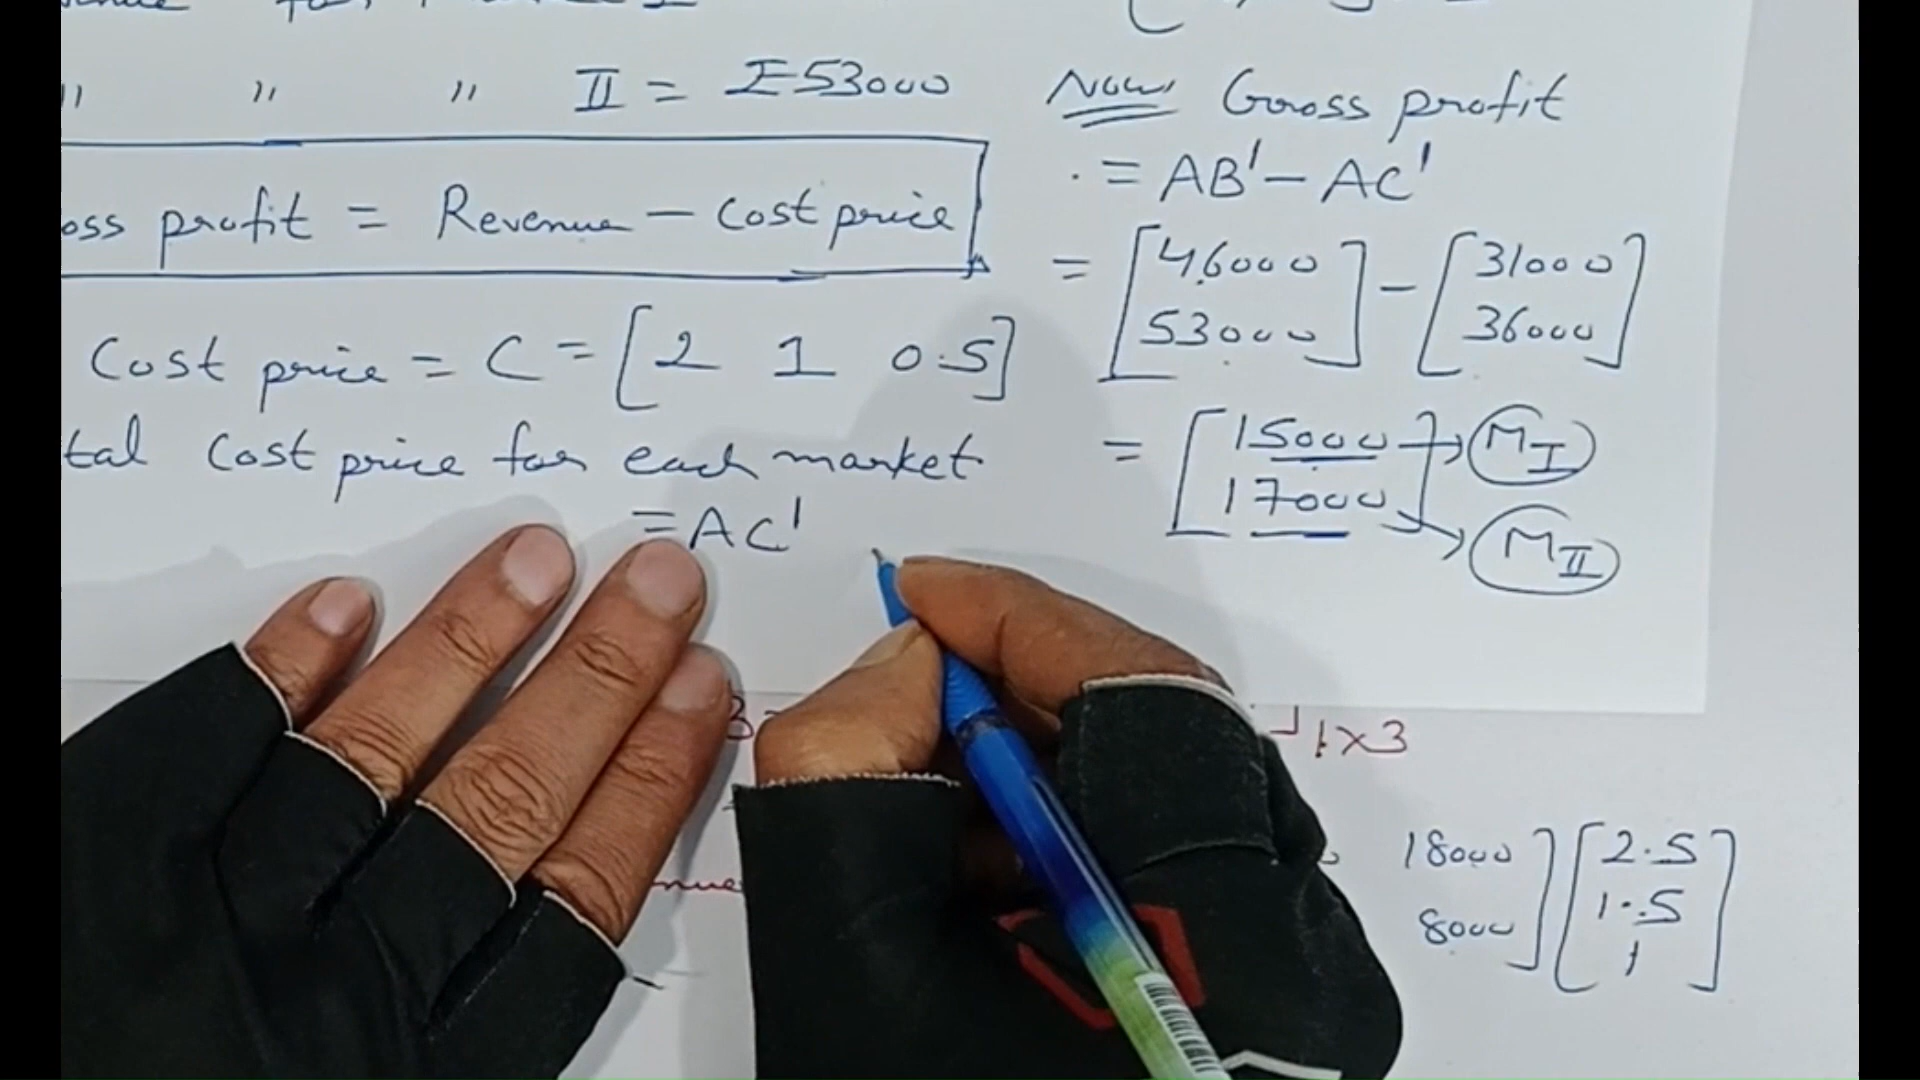 " " " II = ₹53000
oss profit = Revenue - Cost price
Cost price = C = [2 1 0.5]
tal Cost price for each market
= AC'
Now Gross profit
= AB' - AC'
= [46000 53000] - [31000 36000]
= [15000 17000] → M I → M II
1×3
18000 8000] [2.5 1.5 1]